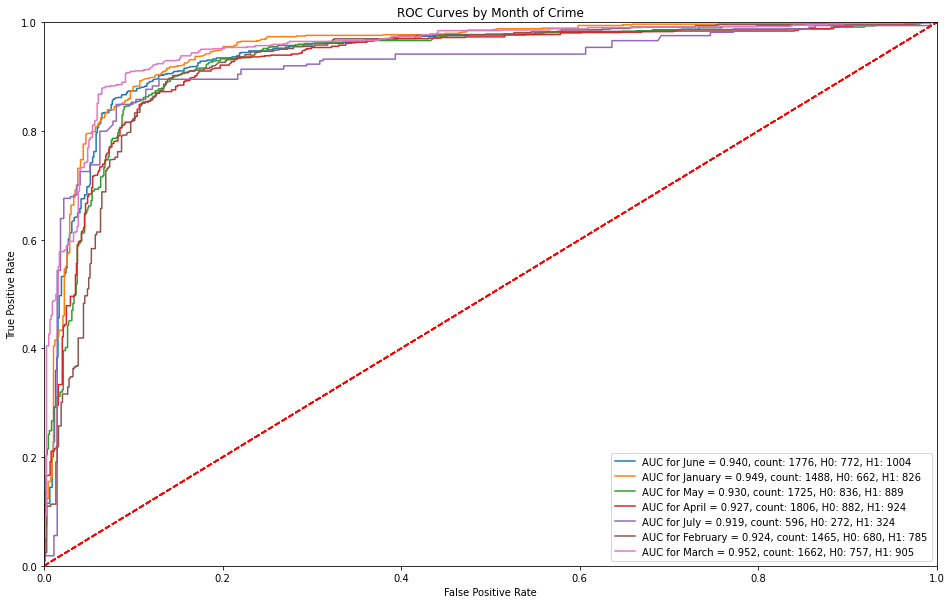 ROC Curves by Month of Crime
1.0
0.8
0.6
0.4
0.2
0.0
True Positive Rate
AUC for June = 0.940, count: 1776, H0: 772, H1: 1004
AUC for January = 0.949, count: 1488, H0: 662, H1: 826
AUC for May = 0.930, count: 1725, H0: 836, H1: 889
AUC for April = 0.927, count: 1806, H0: 882, H1: 924
AUC for July = 0.919, count: 596, H0: 272, H1: 324
AUC for February = 0.924, count: 1465, H0: 680, H1: 785
AUC for March = 0.952, count: 1662, H0: 757, H1: 905
0.0 0.2 0.4 0.6 0.8 1.0
False Positive Rate